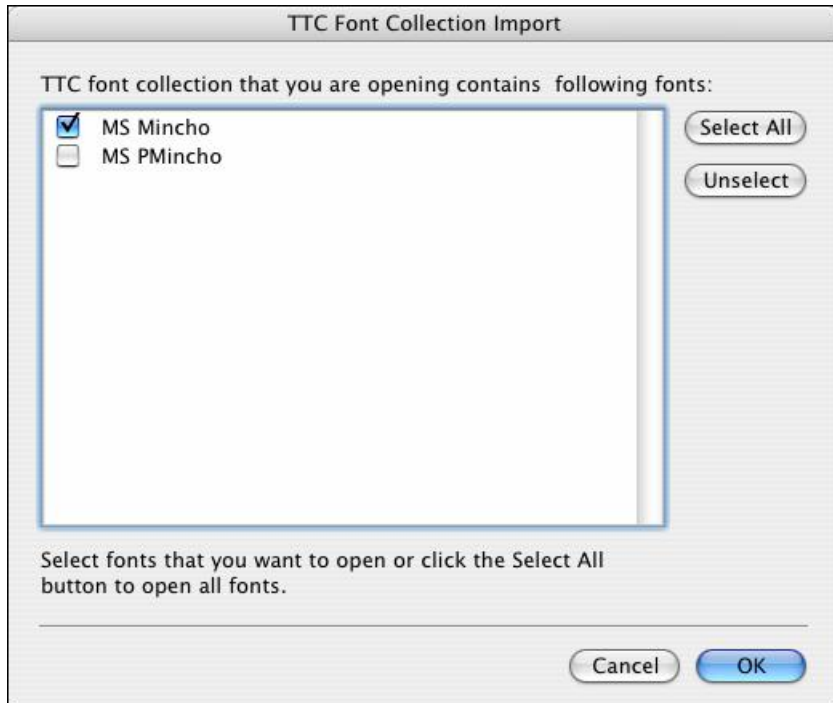 TTC Font Collection Import
TTC font collection that you are opening contains  following fonts:
MS Mincho
MS PMincho
Select All
Unselect
Select fonts that you want to open or click the Select All
button to open all fonts.
Cancel
OK